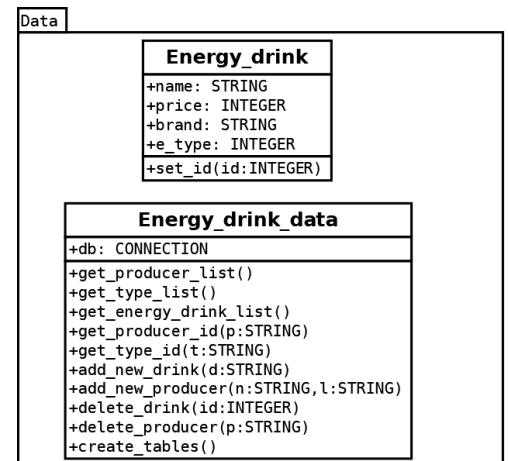 Data
Energy_drink
+name: STRING
+price: INTEGER
+brand: STRING
+e_type: INTEGER
+set_id(id:INTEGER)
Energy_drink_data
+db: CONNECTION
+get_producer_list()
+get_type_list()
+get_energy_drink_list()
+get_producer_id(p:STRING)
+get_type_id(t:STRING)
+add_new_drink(d:STRING)
+add_new_producer(n:STRING,l:STRING)
+delete_drink(id:INTEGER)
+delete_producer(p:STRING)
+create_tables()